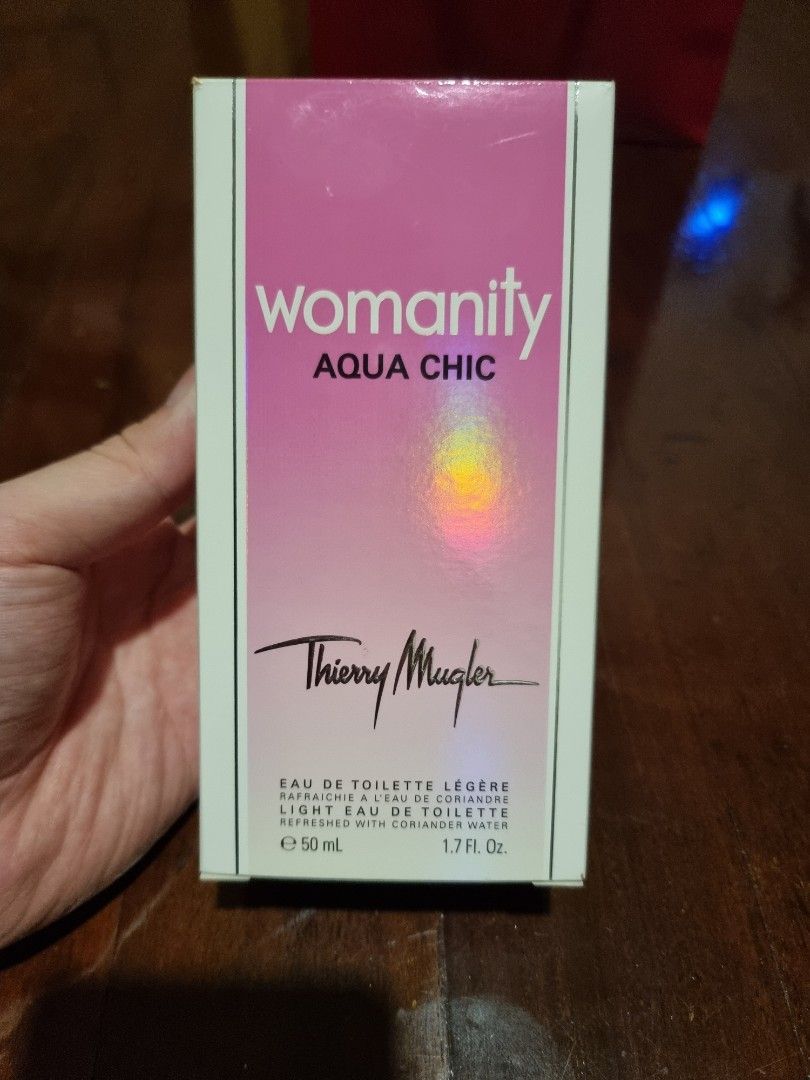 womanity
AQUA CHIC
Thierry Mugler
EAU DE TOILETTE LÉGÈRE
RAFRAICHIE A L'EAU DE CORIANDRE
LIGHT EAU DE TOILETTE
REFRESHED WITH CORIANDER WATER
℮ 50 mL 1.7 Fl. Oz.